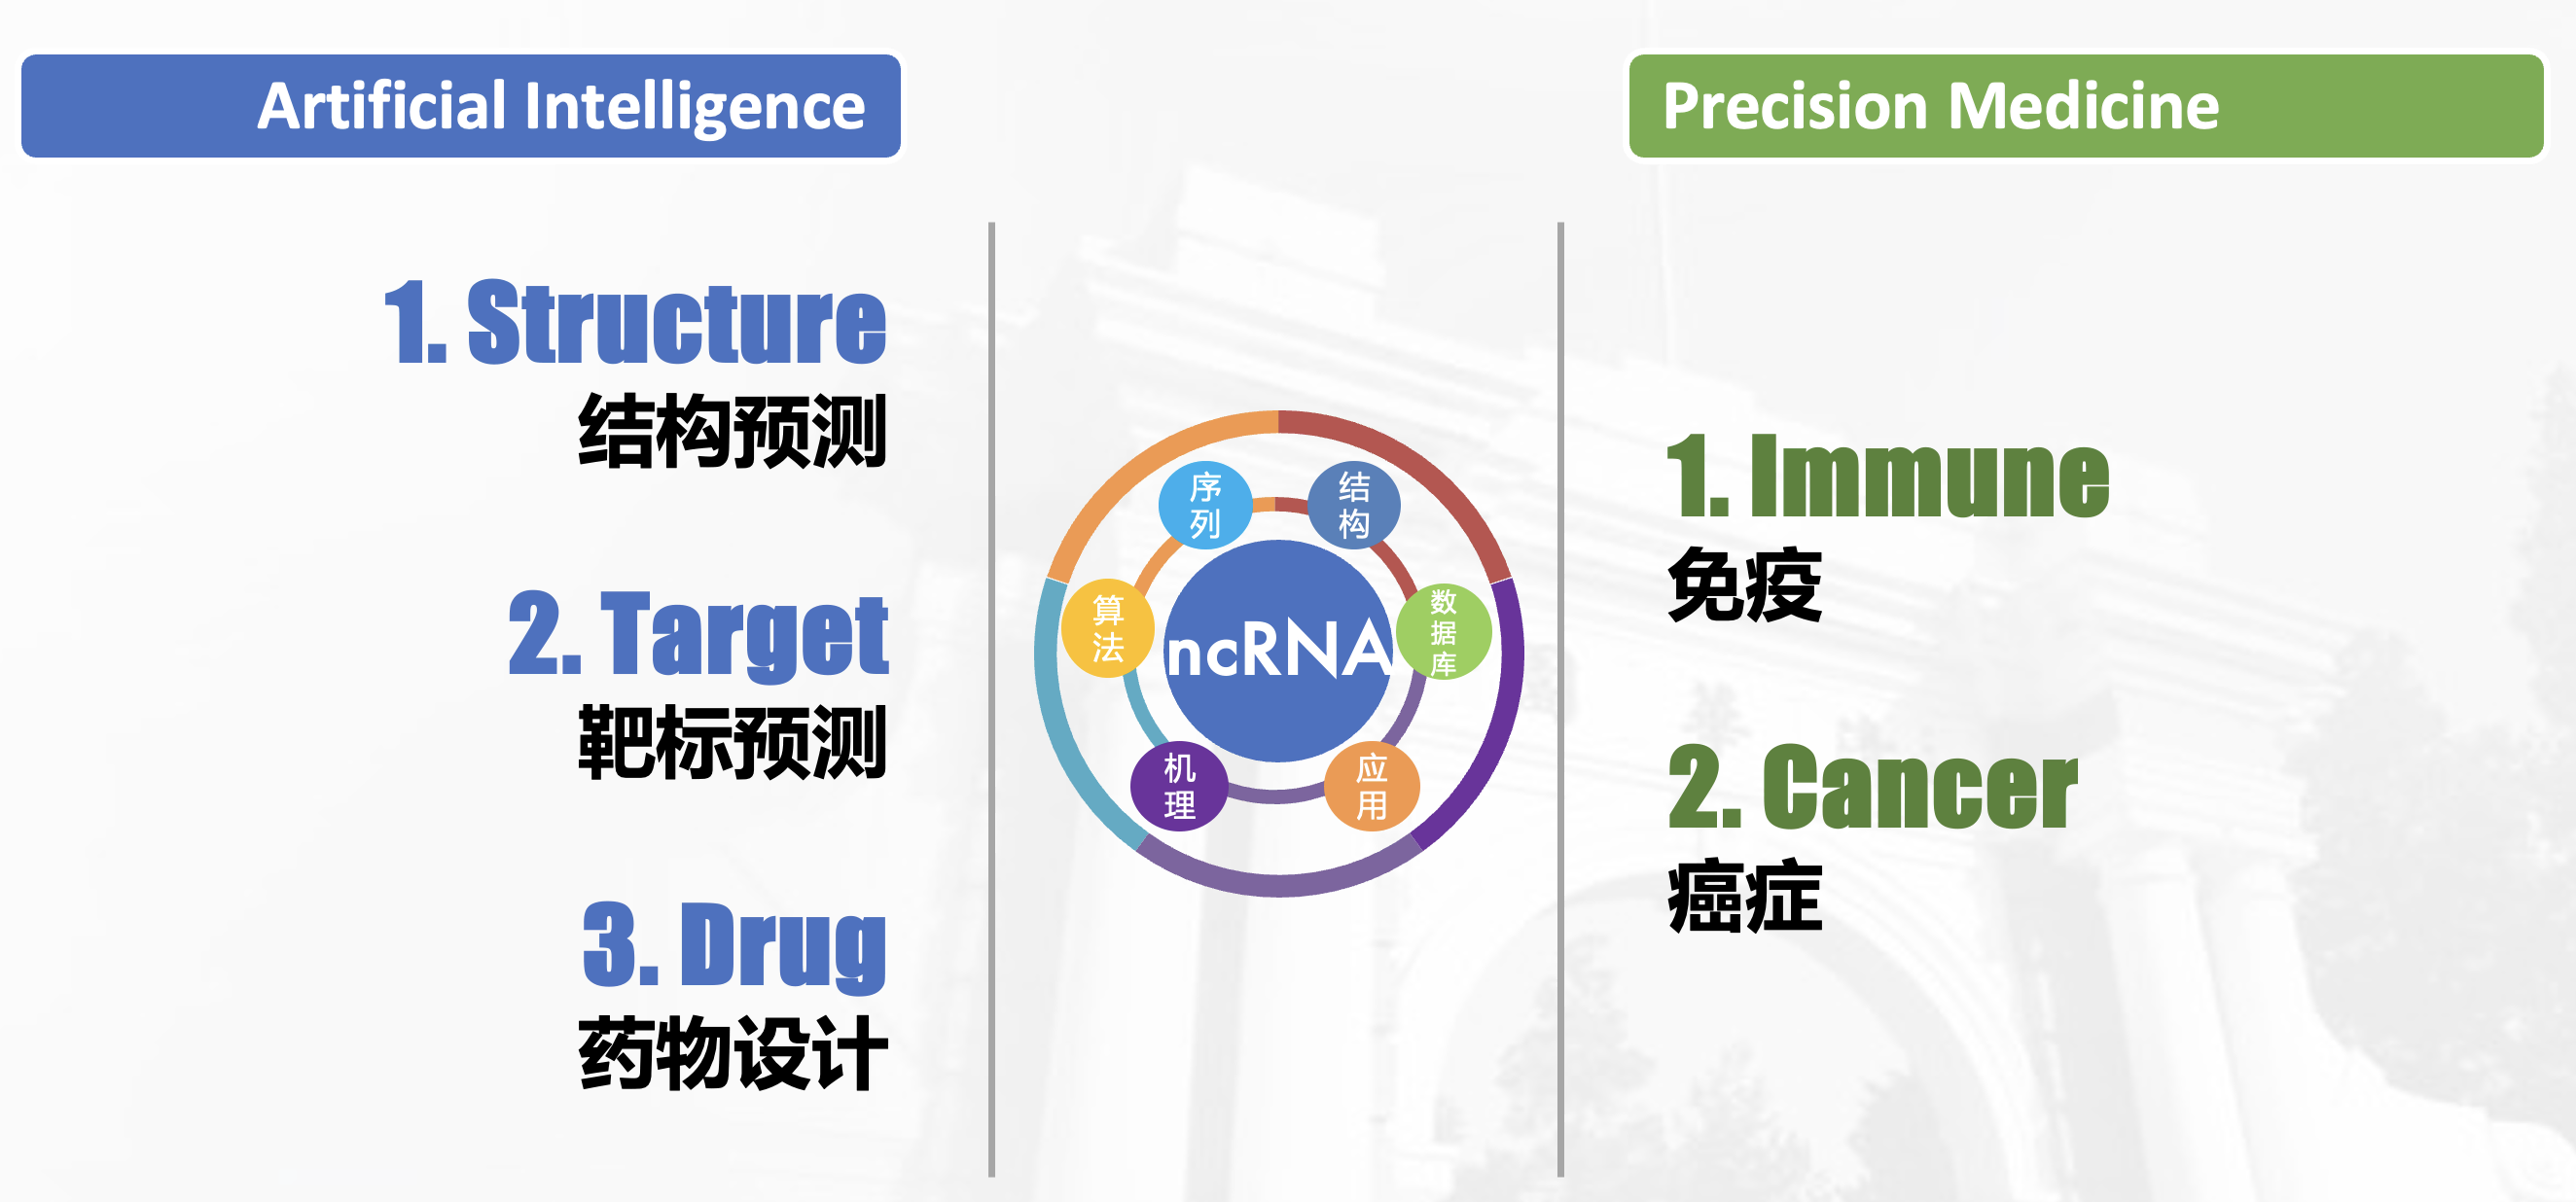 Artificial Intelligence
Precision Medicine
1. Structure
结构预测
2. Target
靶标预测
3. Drug
药物设计
序
列
结
构
算
法
ncRNA
数
据
库
机
理
应
用
1. Immune
免疫
2. Cancer
癌症